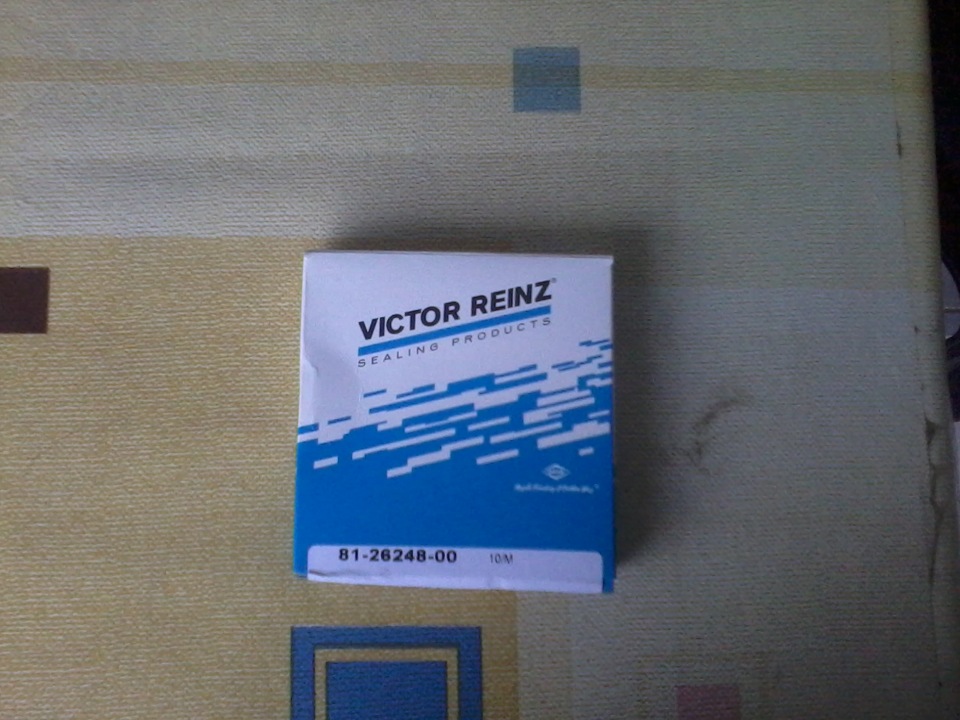 VICTOR REINZ®
SEALING PRODUCTS
81-26248-00 10/M